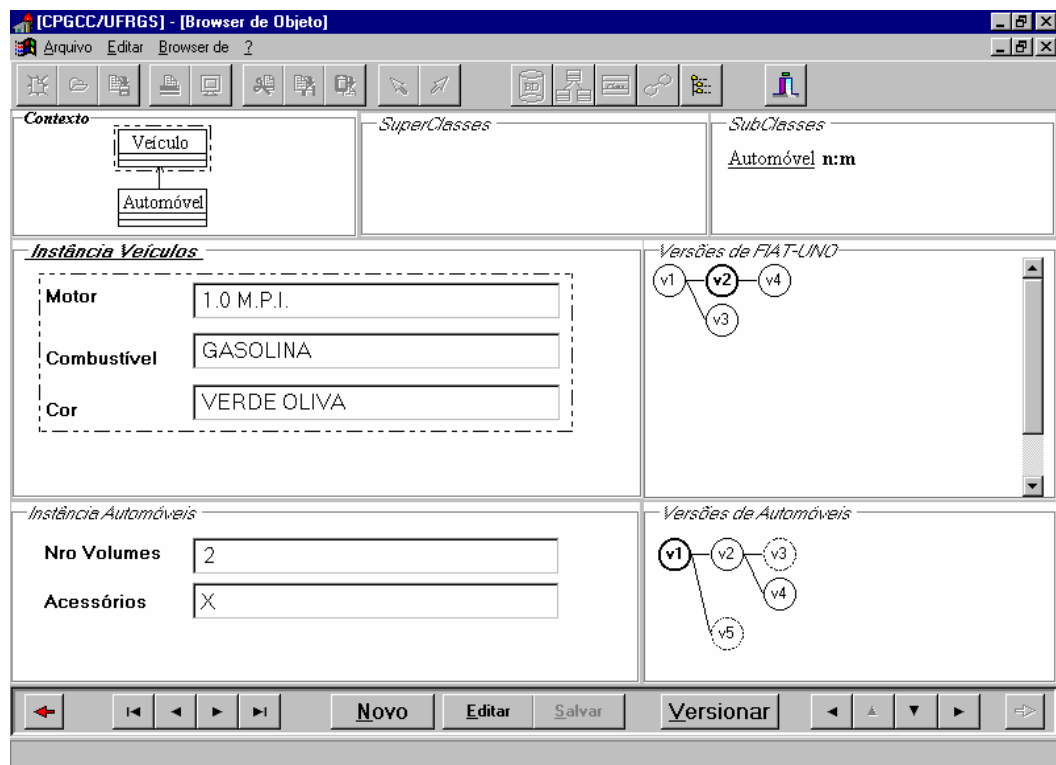 [CPGCC/UFRGS] - [Browser de Objeto]
Arquivo Editar Browser de ?
BD
Contexto
Veículo
Automóvel
SuperClasses
SubClasses
Automóvel n:m
Instância Veículos
Motor 1.0 M.P.I.
Combustível GASOLINA
Cor VERDE OLIVA
Versões de FIAT-UNO
v1 v2 v4
v3
Instância Automóveis
Nro Volumes 2
Acessórios X
Versões de Automóveis
v1 v2 v3
v4
v5
Novo Editar Salvar Versionar